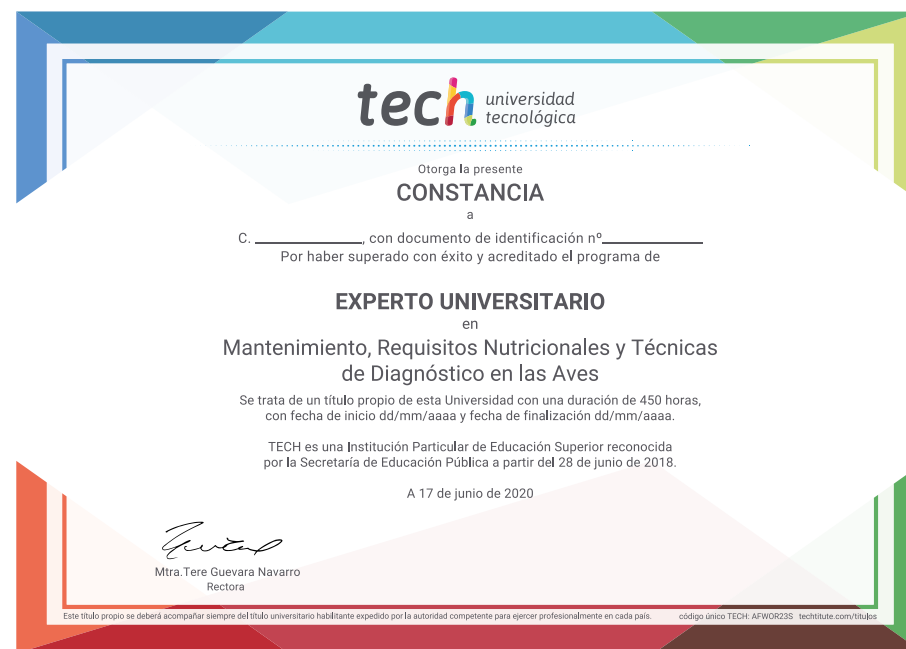 tech universidad
tecnológica
Otorga la presente
CONSTANCIA
a
C. ______________, con documento de identificación nº_____________
Por haber superado con éxito y acreditado el programa de
EXPERTO UNIVERSITARIO
en
Mantenimiento, Requisitos Nutricionales y Técnicas
de Diagnóstico en las Aves
Se trata de un título propio de esta Universidad con una duración de 450 horas,
con fecha de inicio dd/mm/aaaa y fecha de finalización dd/mm/aaaa.
TECH es una Institución Particular de Educación Superior reconocida
por la Secretaría de Educación Pública a partir del 28 de junio de 2018.
A 17 de junio de 2020
Mtra.Tere Guevara Navarro
Rectora
Este título propio se deberá acompañar siempre del título universitario habilitante expedido por la autoridad competente para ejercer profesionalmente en cada país. código único TECH: AFWOR23S techtitute.com/titulos